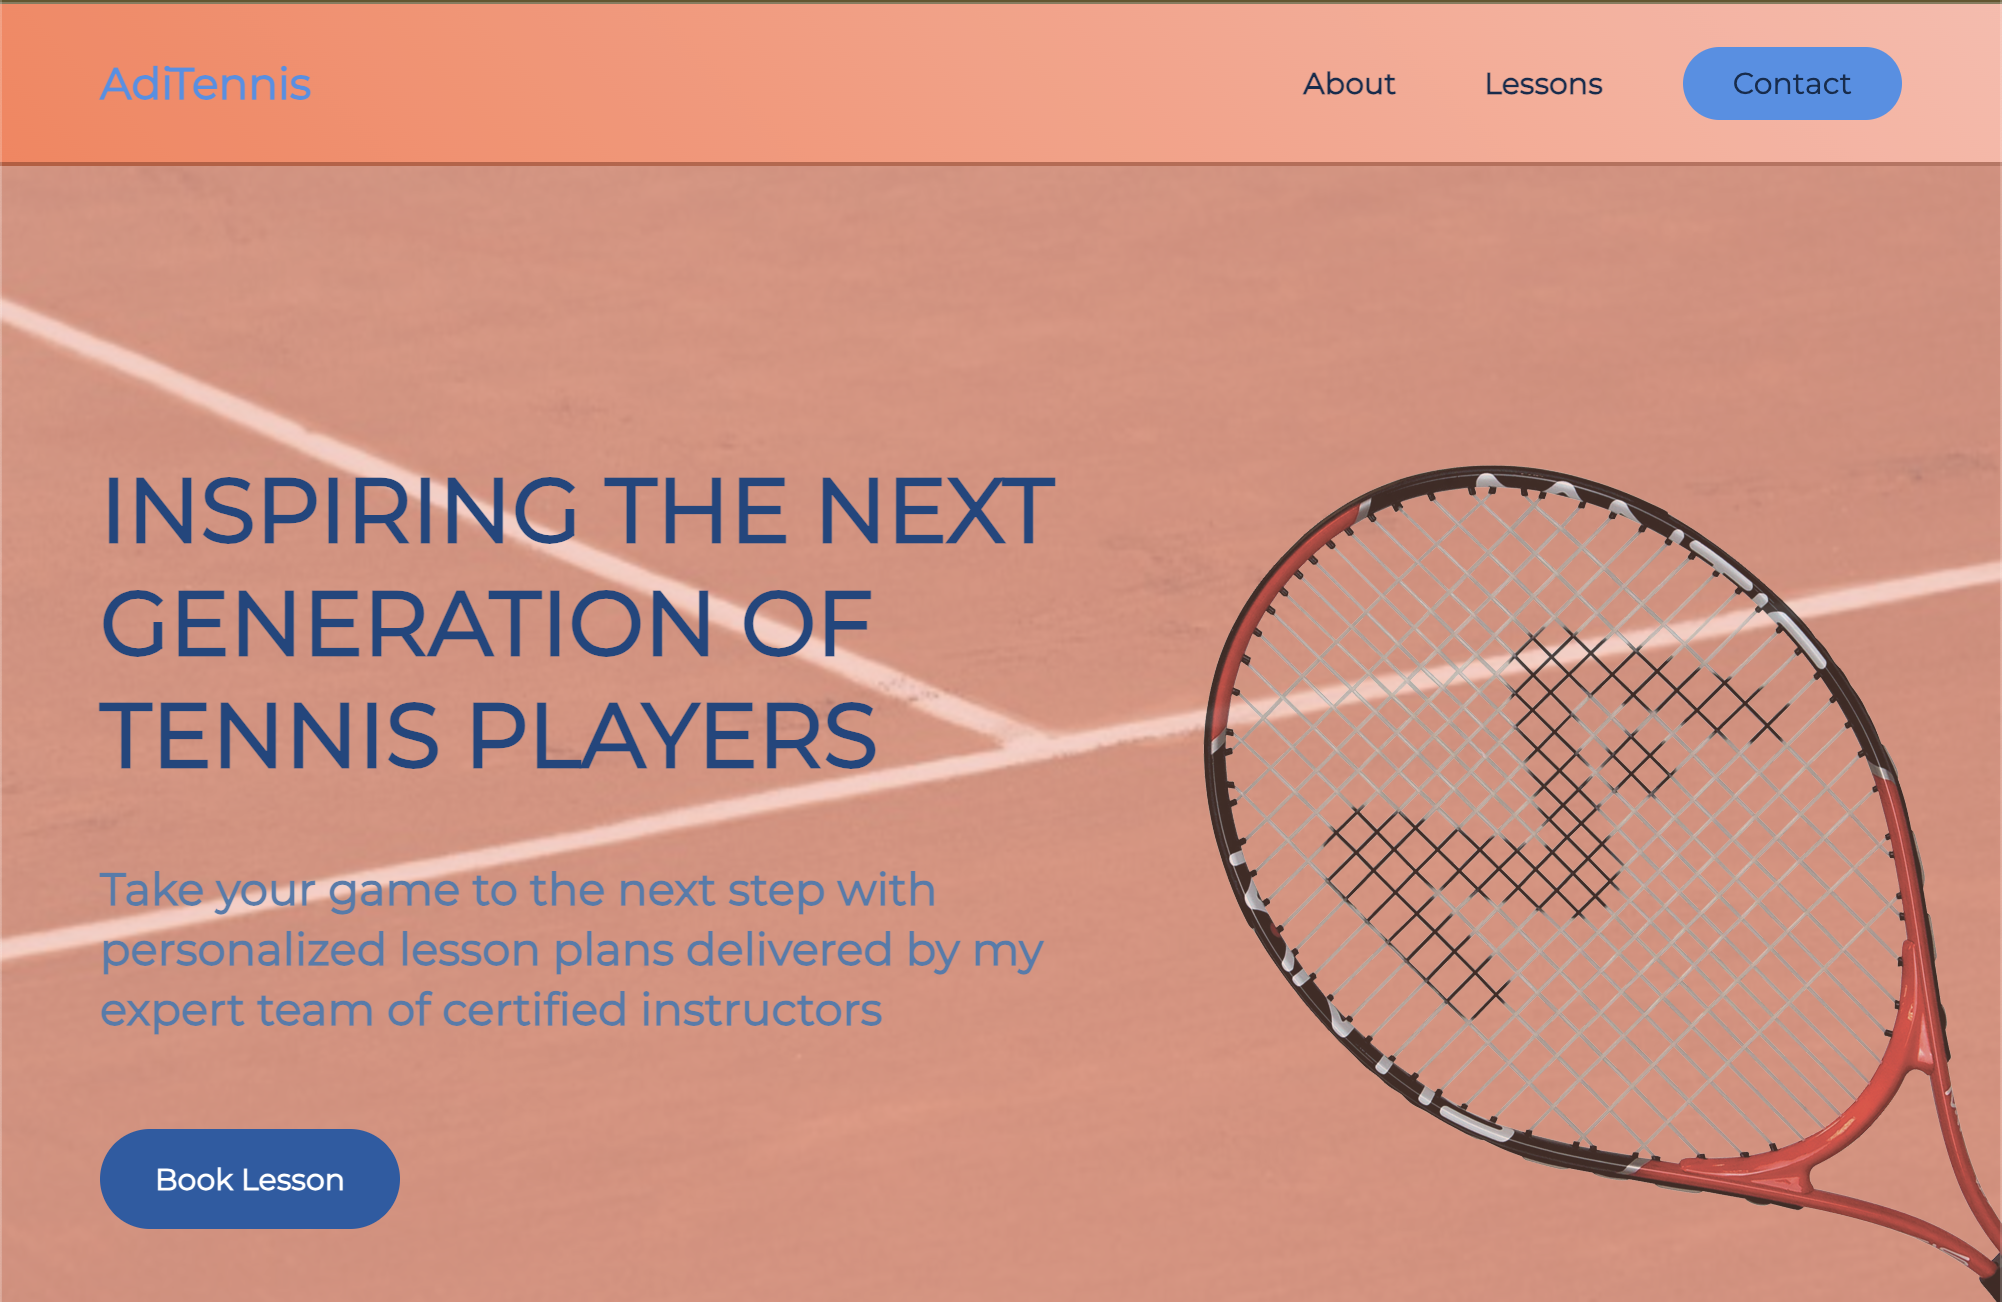 AdiTennis
About
Lessons
Contact
INSPIRING THE NEXT
GENERATION OF
TENNIS PLAYERS
Take your game to the next step with
personalized lesson plans delivered by my
expert team of certified instructors
Book Lesson